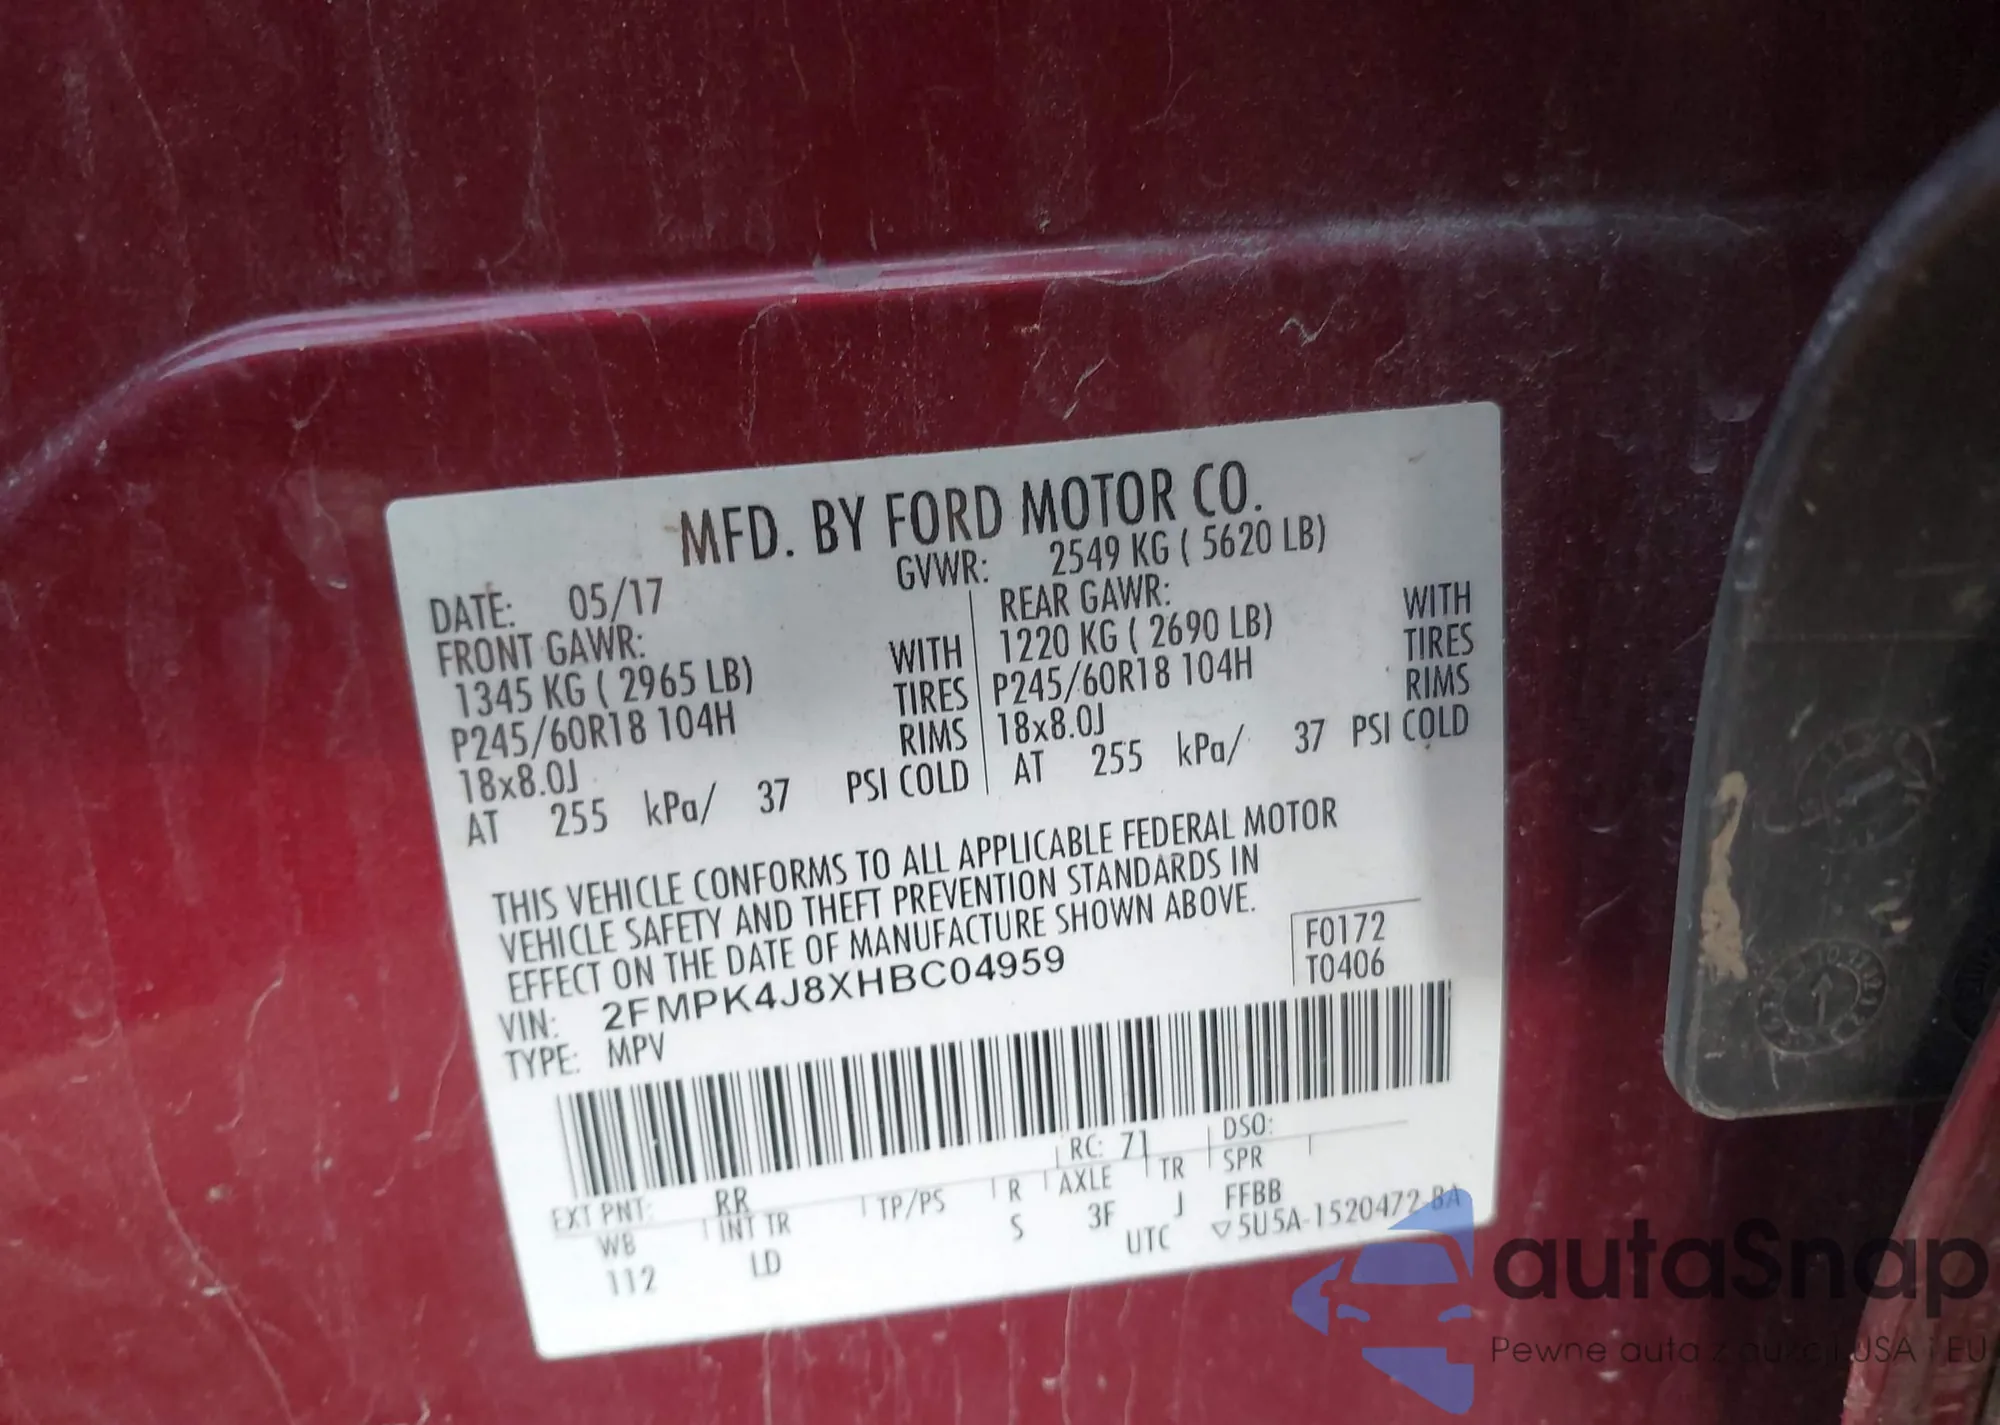 MFD. BY FORD MOTOR CO.
DATE: 05/17 GVWR: 2549 KG ( 5620 LB)
FRONT GAWR: REAR GAWR:
1345 KG ( 2965 LB) WITH 1220 KG ( 2690 LB) WITH
P245/60R18 104H TIRES P245/60R18 104H TIRES
18x8.0J RIMS 18x8.0J RIMS
AT 255 kPa/ 37 PSI COLD AT 255 kPa/ 37 PSI COLD
THIS VEHICLE CONFORMS TO ALL APPLICABLE FEDERAL MOTOR
VEHICLE SAFETY AND THEFT PREVENTION STANDARDS IN
EFFECT ON THE DATE OF MANUFACTURE SHOWN ABOVE.
F0172
VIN: 2FMPK4J8XHBC04959
T0406
TYPE: MPV
EXT PNT: RR RC: 71 DSO:
WB INT TR TP/PS R AXLE TR SPR
112 LD S 3F J FFBB
UTC ▽5U5A-1520472-BA
autaSnap
Pewne auta z aukcji USA i EU